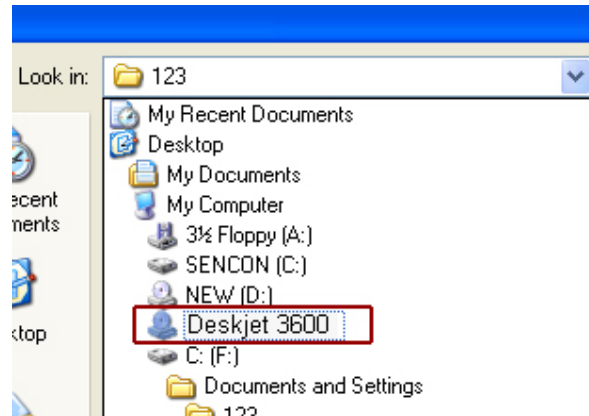 Look in: 123
My Recent Documents
Desktop
My Documents
My Computer
3½ Floppy (A:)
SENCON (C:)
NEW (D:)
Deskjet 3600
C: (F:)
Documents and Settings
123
ecent
ments
ktop